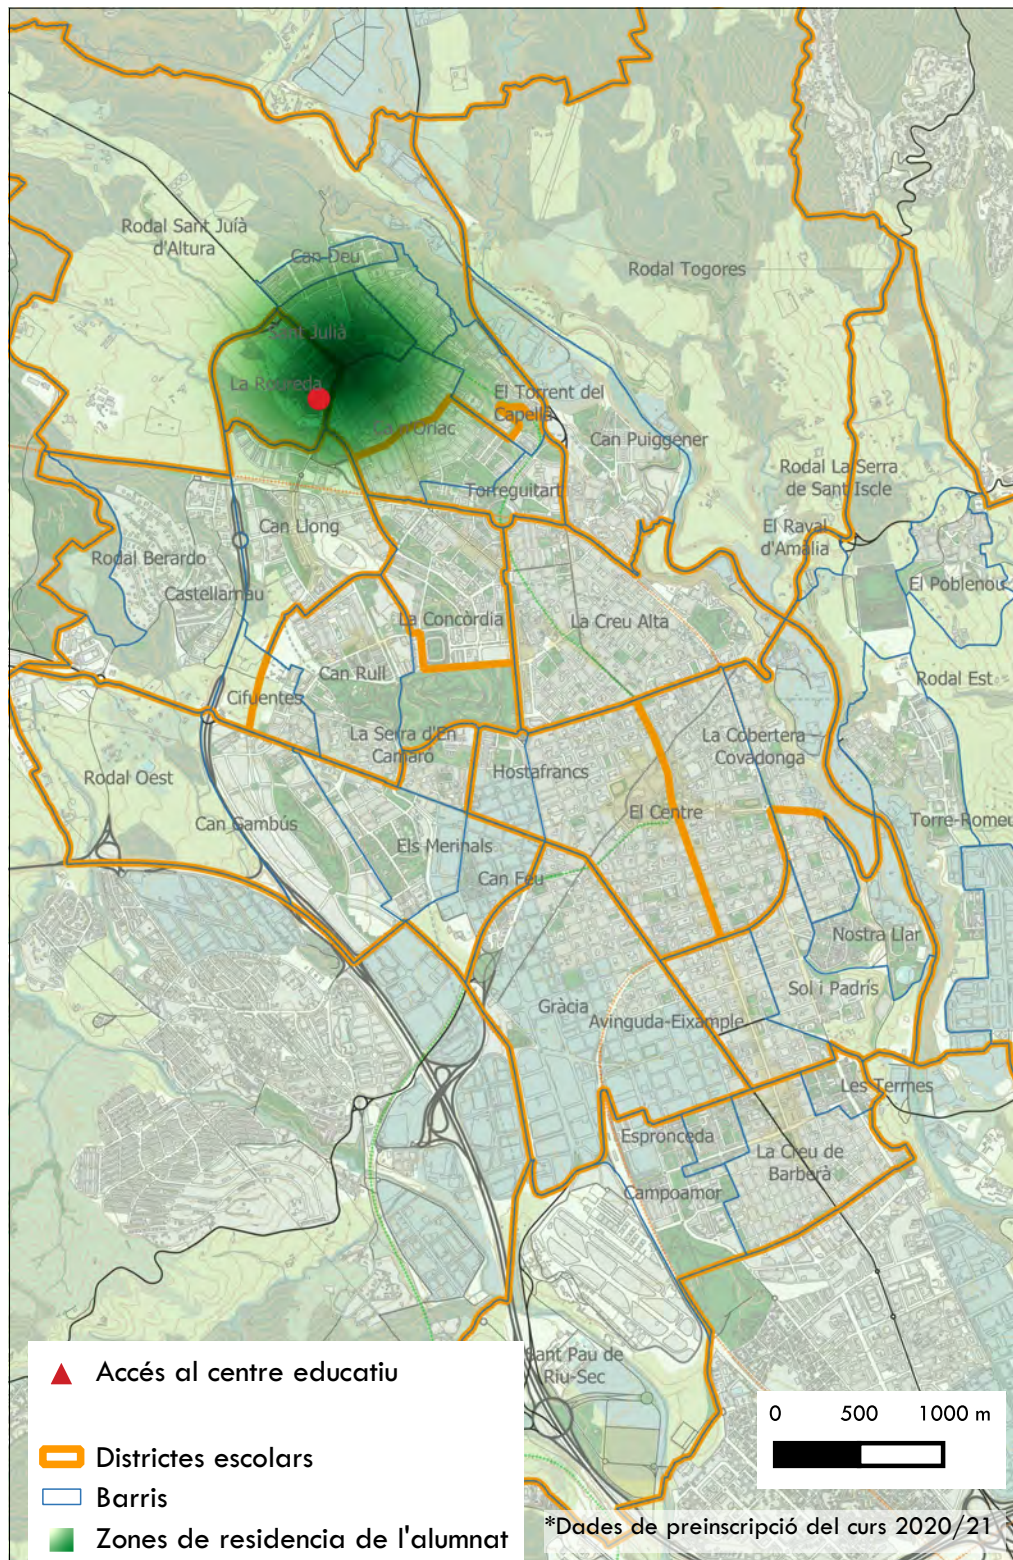 Rodal Sant Juíà
d'Altura
Can Deu
Rodal Togores
Sant Julià
La Roureda
El Torrent del
Capellà
Can Puiggener
Rodal La Serra
de Sant Iscle
Torreguitart
Can Llong
El Raval
d'Amàlia
Rodal Berardo
El Poblenou
Castellarnau
La Concòrdia
La Creu Alta
Can Rull
Rodal Est
Cifuentes
La Serra d'En
Camaró
La Cobertera
Covadonga
Hostafrancs
Rodal Oest
El Centre
Torre-Romeu
Can Gambús
Els Merinals
Can Feu
Nostra Llar
Sol i Padrís
Gràcia
Avinguda-Eixample
Les Termes
Espronceda
La Creu de
Barberà
Campoamor
Sant Pau de
Riu-Sec
Accés al centre educatiu
Districtes escolars
Barris
Zones de residencia de l'alumnat
0 500 1000 m
*Dades de preinscripció del curs 2020/21